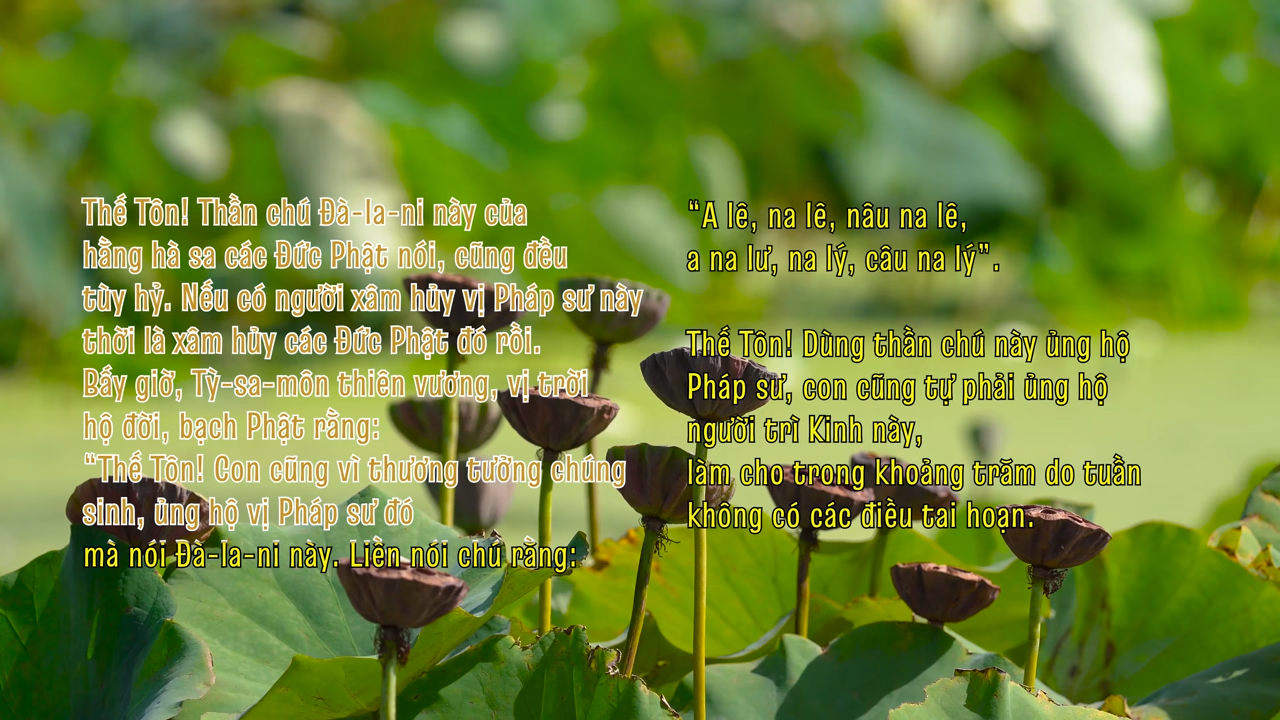 Thế Tôn! Thần chú Đà-la-ni này của
hằng hà sa các Đức Phật nói, cũng đều
tùy hỷ. Nếu có người xâm hủy vị Pháp sư này
thời là xâm hủy các Đức Phật đó rồi.
Bấy giờ, Tỳ-sa-môn thiên vương, vị trời
hộ đời, bạch Phật rằng:
“Thế Tôn! Con cũng vì thương tưởng chúng
sinh, ủng hộ vị Pháp sư đó
mà nói Đà-la-ni này. Liền nói chú rằng:
“A lê, na lê, nâu na lê,
a na lư, na lý, câu na lý”.
Thế Tôn! Dùng thần chú này ủng hộ
Pháp sư, con cũng tự phải ủng hộ
người trì Kinh này,
làm cho trong khoảng trăm do tuần
không có các điều tai hoạn.